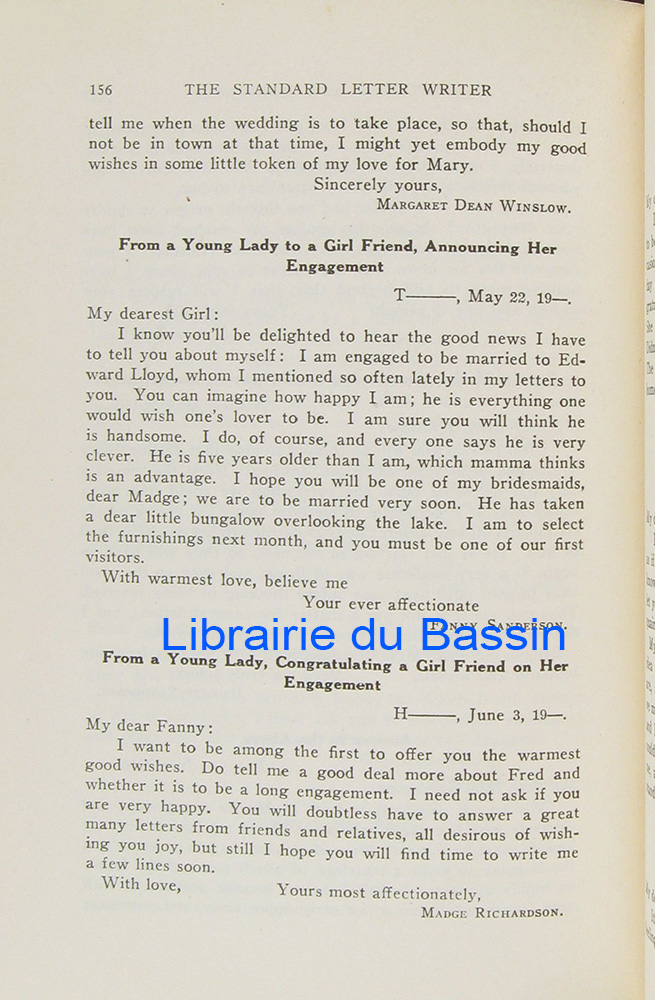 156 THE STANDARD LETTER WRITER
tell me when the wedding is to take place, so that, should I
not be in town at that time, I might yet embody my good
wishes in some little token of my love for Mary.
Sincerely yours,
MARGARET DEAN WINSLOW.
From a Young Lady to a Girl Friend, Announcing Her
Engagement
T———, May 22, 19—.
My dearest Girl:
I know you'll be delighted to hear the good news I have
to tell you about myself: I am engaged to be married to Ed-
ward Lloyd, whom I mentioned so often lately in my letters to
you. You can imagine how happy I am; he is everything one
would wish one's lover to be. I am sure you will think he
is handsome. I do, of course, and every one says he is very
clever. He is five years older than I am, which mamma thinks
is an advantage. I hope you will be one of my bridesmaids,
dear Madge; we are to be married very soon. He has taken
a dear little bungalow overlooking the lake. I am to select
the furnishings next month, and you must be one of our first
visitors.
With warmest love, believe me
Your ever affectionate
FANNY SANDERSON.
Librairie du Bassin
From a Young Lady, Congratulating a Girl Friend on Her
Engagement
H———, June 3, 19—.
My dear Fanny:
I want to be among the first to offer you the warmest
good wishes. Do tell me a good deal more about Fred and
whether it is to be a long engagement. I need not ask if you
are very happy. You will doubtless have to answer a great
many letters from friends and relatives, all desirous of wish-
ing you joy, but still I hope you will find time to write me
a few lines soon.
With love,
Yours most affectionately,
MADGE RICHARDSON.